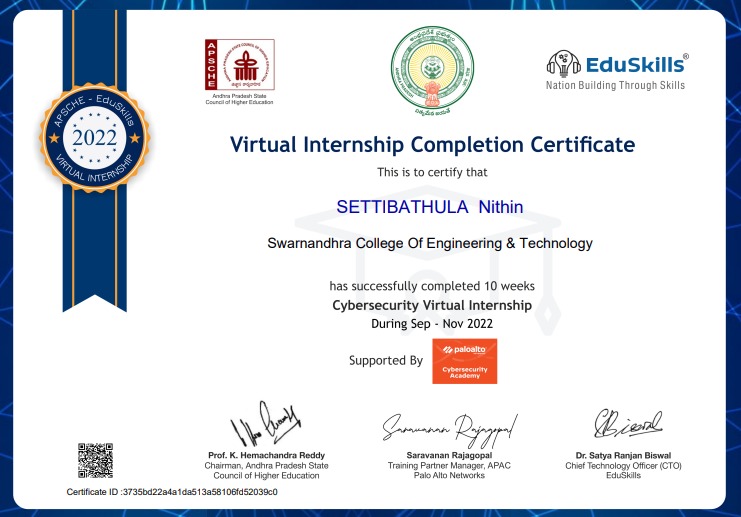 APSCHE
Andhra Pradesh State
Council of Higher Education
EduSkills®
Nation Building Through Skills
APSCHE - EduSkills
2022
VIRTUAL INTERNSHIP
Virtual Internship Completion Certificate
This is to certify that
SETTIBATHULA Nithin
Swarnandhra College Of Engineering & Technology
has successfully completed 10 weeks
Cybersecurity Virtual Internship
During Sep - Nov 2022
Supported By
paloalto
Cybersecurity
Academy
Saravanan Rajagopal
Prof. K. Hemachandra Reddy
Chairman, Andhra Pradesh State
Council of Higher Education
Saravanan Rajagopal
Training Partner Manager, APAC
Palo Alto Networks
Dr. Satya Ranjan Biswal
Chief Technology Officer (CTO)
EduSkills
Certificate ID :3735bd22a4a1da513a58106fd52039c0